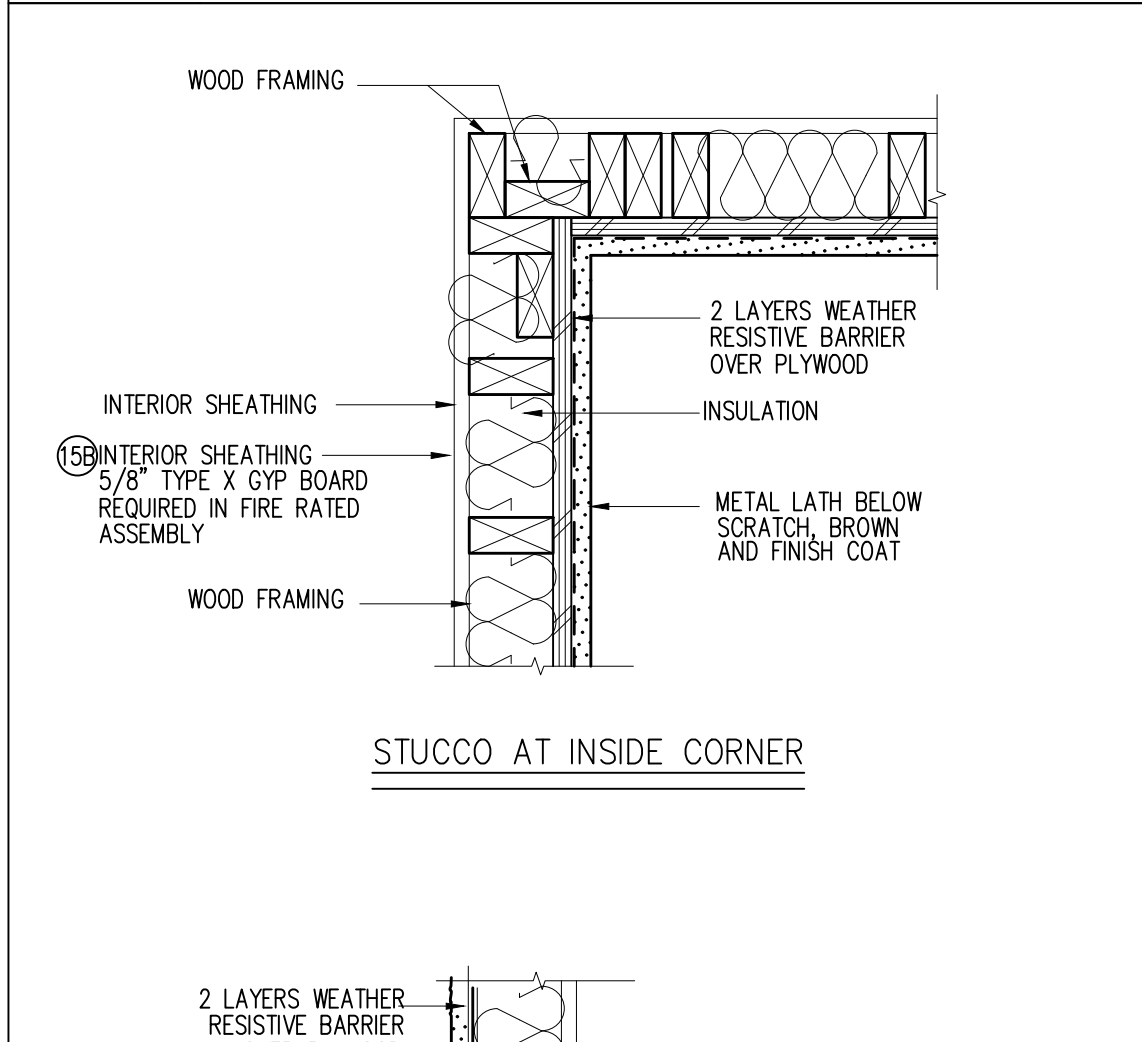 WOOD FRAMING
2 LAYERS WEATHER
RESISTIVE BARRIER
OVER PLYWOOD
INTERIOR SHEATHING
INSULATION
15B INTERIOR SHEATHING
5/8" TYPE X GYP BOARD
REQUIRED IN FIRE RATED
ASSEMBLY
METAL LATH BELOW
SCRATCH, BROWN
AND FINISH COAT
WOOD FRAMING
STUCCO AT INSIDE CORNER
2 LAYERS WEATHER
RESISTIVE BARRIER